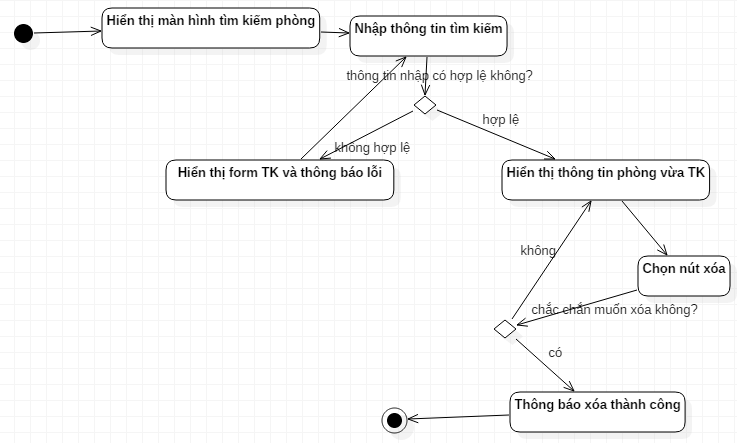 Hiển thị màn hình tìm kiếm phòng
Nhập thông tin tìm kiếm
thông tin nhập có hợp lệ không?
hợp lệ
không hợp lệ
Hiển thị form TK và thông báo lỗi
Hiển thị thông tin phòng vừa TK
không
Chọn nút xóa
chắc chắn muốn xóa không?
có
Thông báo xóa thành công